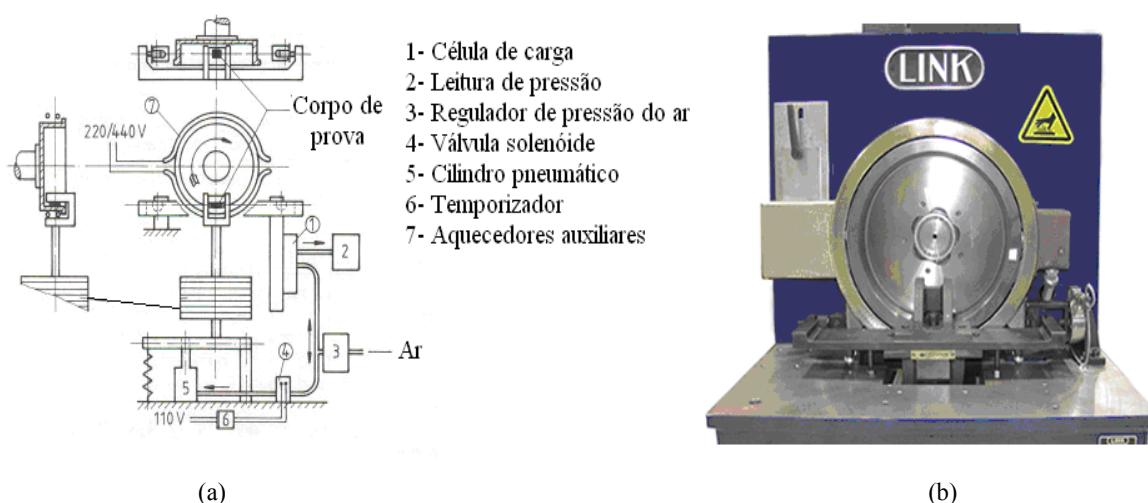 1- Célula de carga
2- Leitura de pressão
3- Regulador de pressão do ar
4- Válvula solenóide
5- Cilindro pneumático
6- Temporizador
7- Aquecedores auxiliares
Corpo de
prova
7
220/440 V
1
2
3
Ar
4
5
6
110 V
LINK
LINK
(a)
(b)